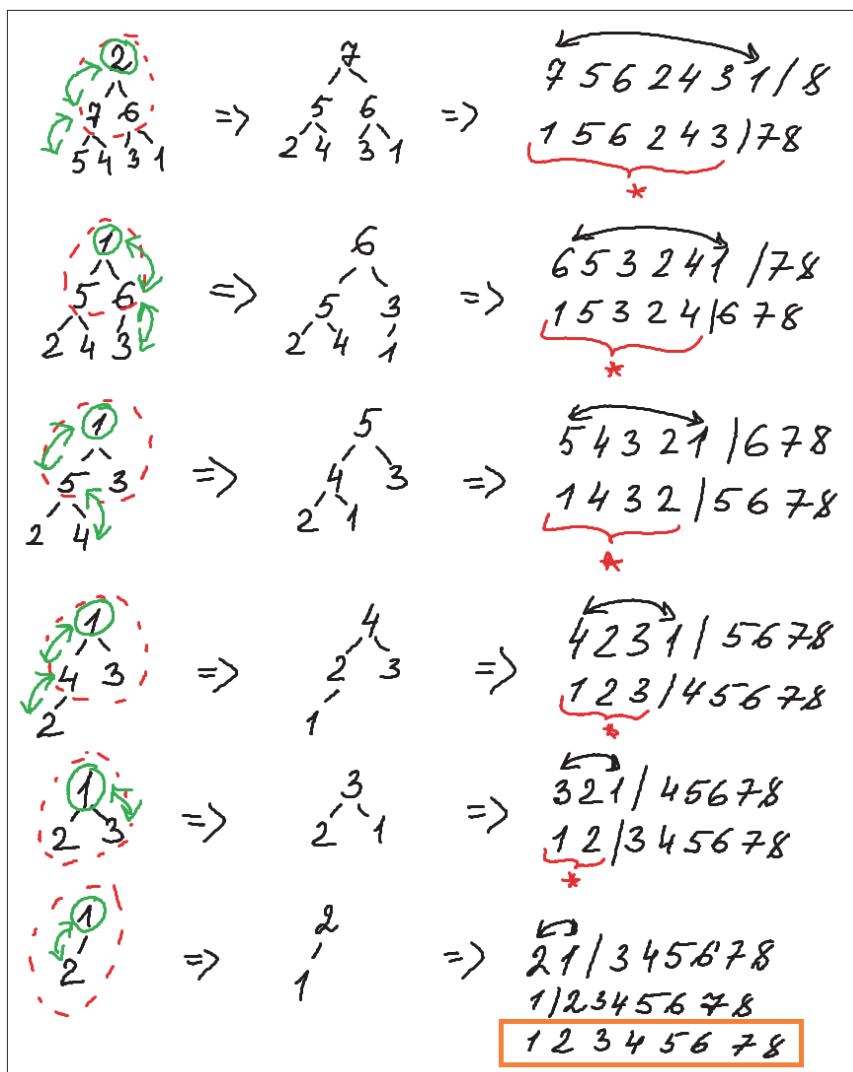 2 7 7 5 6 2 4 3 1 / 8
7 6 => 5 6 => 1 5 6 2 4 3 / 7 8
5 4 3 1 2 4 3 1 *
1 6 6 5 3 2 4 1 / 7 8
5 6 => 5 3 => 1 5 3 2 4 / 6 7 8
2 4 3 2 4 1 *
1 5 5 4 3 2 1 / 6 7 8
5 3 => 4 3 => 1 4 3 2 / 5 6 7 8
2 4 2 1 *
1 4 4 2 3 1 / 5 6 7 8
4 3 => 2 3 => 1 2 3 / 4 5 6 7 8
2 1 *
1 3 3 2 1 / 4 5 6 7 8
2 3 => 2 1 => 1 2 / 3 4 5 6 7 8
*
1 2 2 1 / 3 4 5 6 7 8
2 => 1 => 1 / 2 3 4 5 6 7 8
1 2 3 4 5 6 7 8